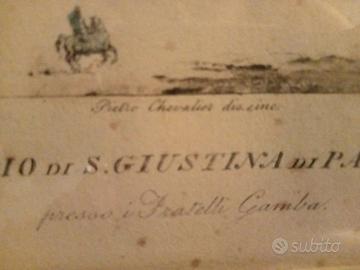 Pietro Chevalier dis. e inc.
IO DI S. GIUSTINA DI PA
presso i Fratelli Gamba.
subito